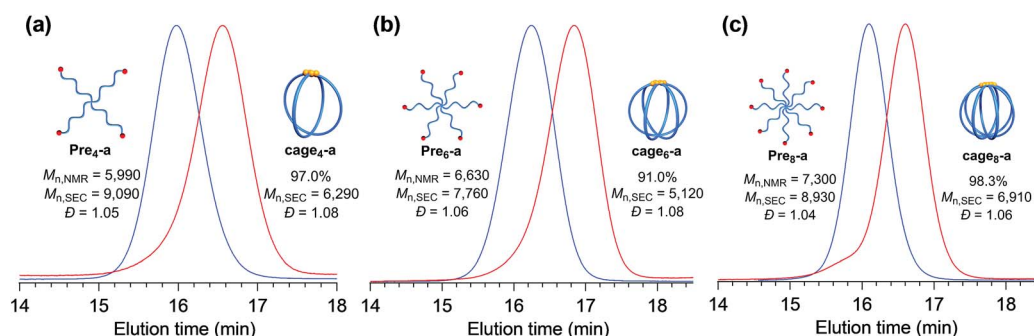 (a)
Pre4-a
Mn,NMR = 5,990
Mn,SEC = 9,090
Đ = 1.05
cage4-a
97.0%
Mn,SEC = 6,290
Đ = 1.08
14 15 16 17 18
Elution time (min)
(b)
Pre6-a
Mn,NMR = 6,630
Mn,SEC = 7,760
Đ = 1.06
cage6-a
91.0%
Mn,SEC = 5,120
Đ = 1.08
14 15 16 17 18
Elution time (min)
(c)
Pre8-a
Mn,NMR = 7,300
Mn,SEC = 8,930
Đ = 1.04
cage8-a
98.3%
Mn,SEC = 6,910
Đ = 1.06
14 15 16 17 18
Elution time (min)